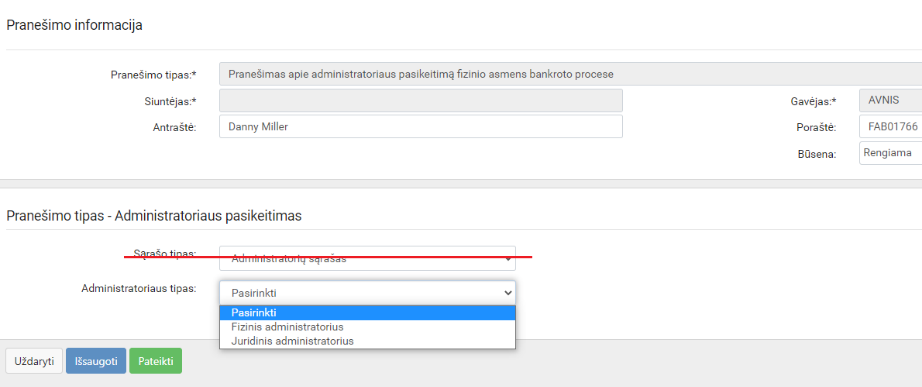 Pranešimo informacija
Pranešimo tipas:* Pranešimas apie administratoriaus pasikeitimą fizinio asmens bankroto procese
Siuntėjas:* Gavėjas:* AVNIS
Antraštė: Danny Miller Poraštė: FAB01766
Būsena: Rengiama
Pranešimo tipas - Administratoriaus pasikeitimas
Sąrašo tipas: Administratorių sąrašas
Administratoriaus tipas: Pasirinkti
Pasirinkti
Fizinis administratorius
Juridinis administratorius
Uždaryti Išsaugoti Pateikti